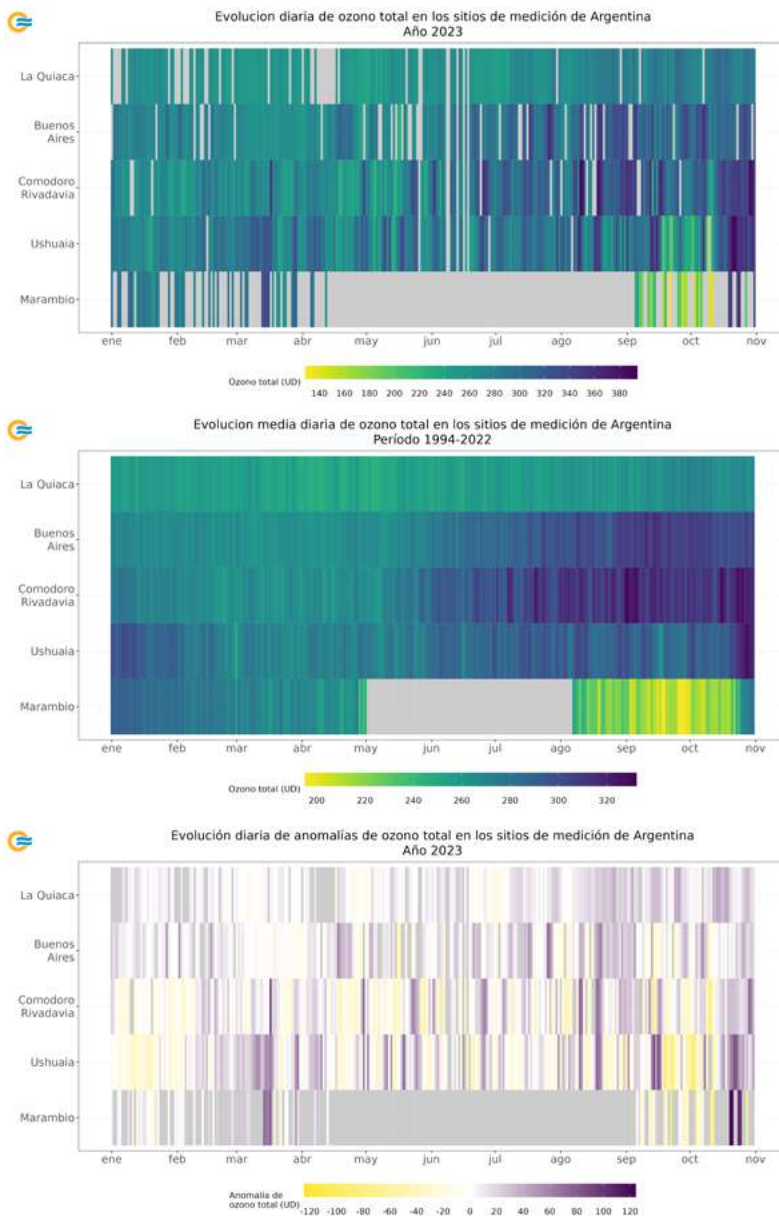 Evolucion diaria de ozono total en los sitios de medición de Argentina
Año 2023
La Quiaca
Buenos
Aires
Comodoro
Rivadavia
Ushuaia
Marambio
ene feb mar abr may jun jul ago sep oct nov
Ozono total (UD)
140 160 180 200 220 240 260 280 300 320 340 360 380
Evolucion media diaria de ozono total en los sitios de medición de Argentina
Período 1994-2022
La Quiaca
Buenos
Aires
Comodoro
Rivadavia
Ushuaia
Marambio
ene feb mar abr may jun jul ago sep oct nov
Ozono total (UD)
200 220 240 260 280 300 320
Evolución diaria de anomalías de ozono total en los sitios de medición de Argentina
Año 2023
La Quiaca
Buenos
Aires
Comodoro
Rivadavia
Ushuaia
Marambio
ene feb mar abr may jun jul ago sep oct nov
Anomalía de
ozono total (UD)
-120 -100 -80 -60 -40 -20 0 20 40 60 80 100 120